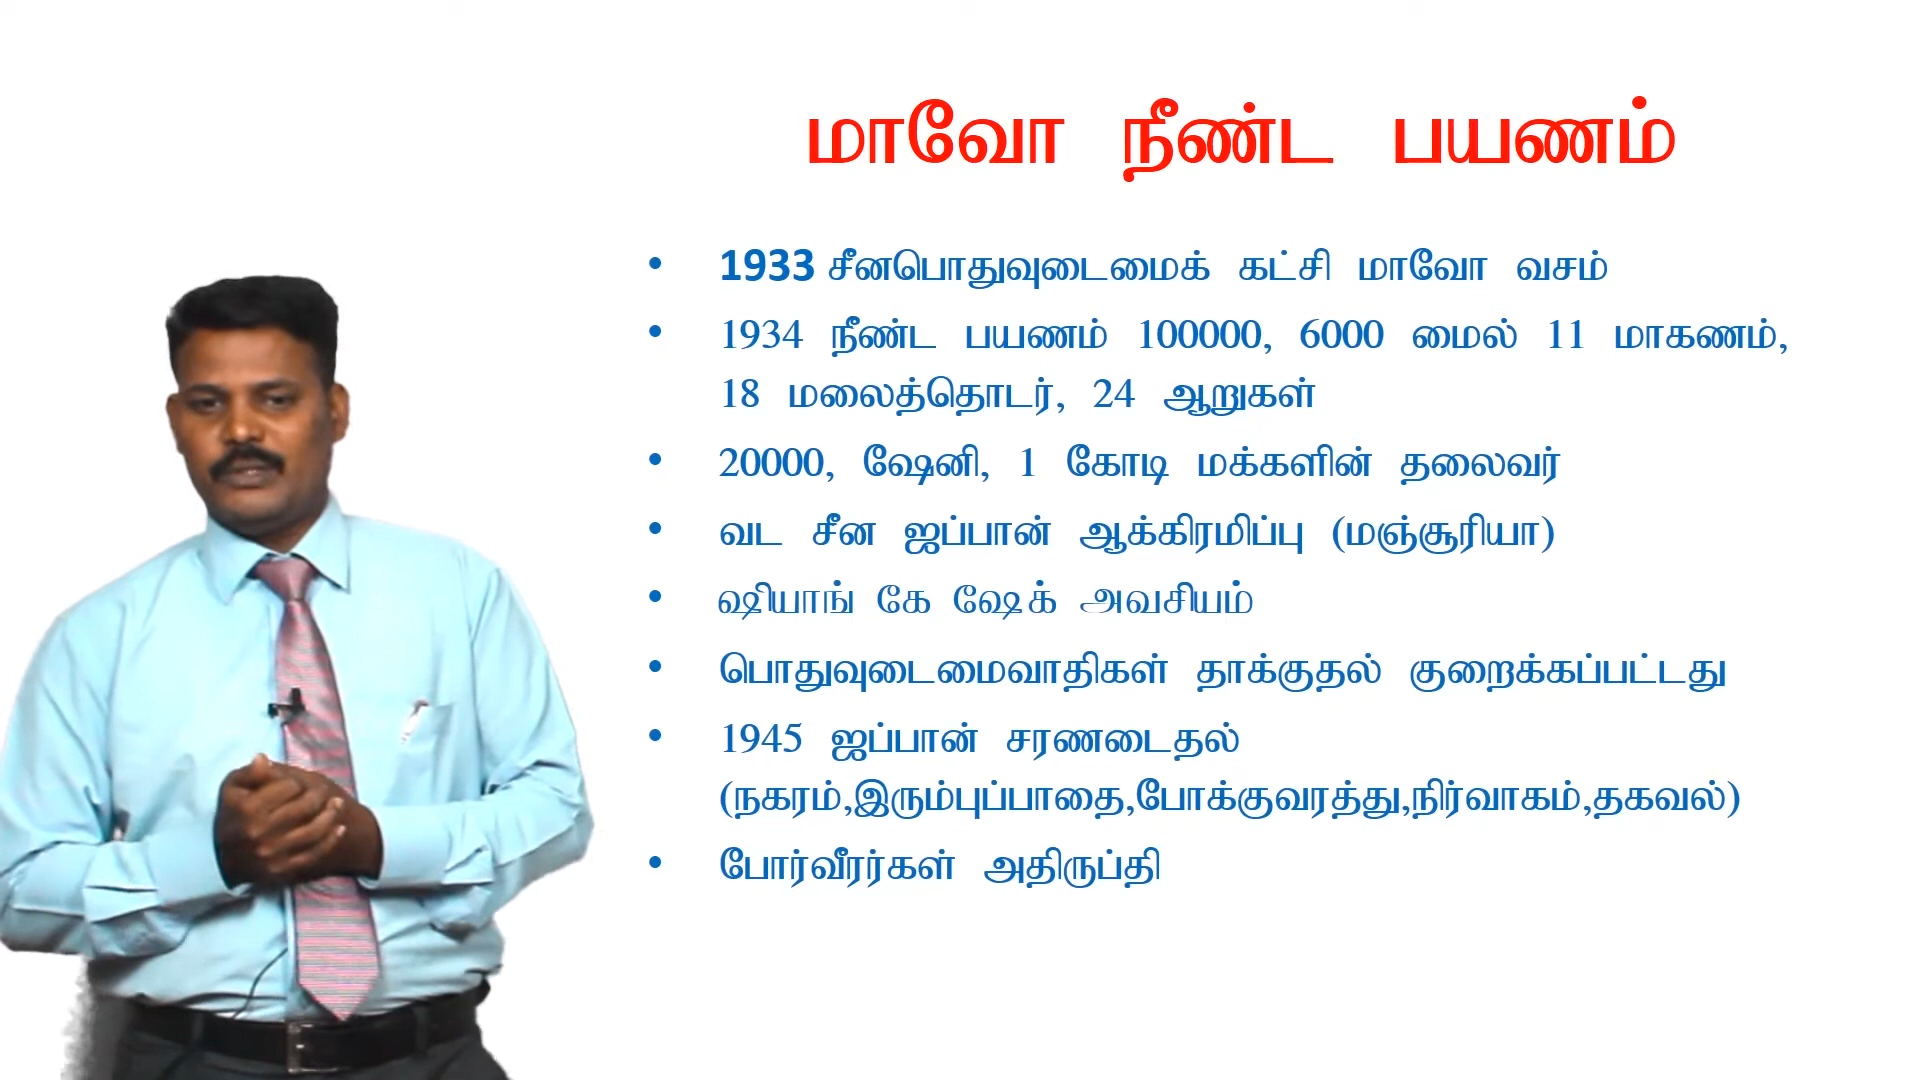 மாவோ நீண்ட பயணம்
• 1933 சீனபொதுவுடைமைக் கட்சி மாவோ வசம்
• 1934 நீண்ட பயணம் 100000, 6000 மைல் 11 மாகணம்,
18 மலைத்தொடர், 24 ஆறுகள்
• 20000, ஷேனி, 1 கோடி மக்களின் தலைவர்
• வட சீன ஜப்பான் ஆக்கிரமிப்பு (மஞ்சூரியா)
• ஷியாங் கே ஷேக் அவசியம்
• பொதுவுடைமைவாதிகள் தாக்குதல் குறைக்கப்பட்டது
• 1945 ஜப்பான் சரணடைதல்
(நகரம்,இரும்புப்பாதை,போக்குவரத்து,நிர்வாகம்,தகவல்)
• போர்வீரர்கள் அதிருப்தி